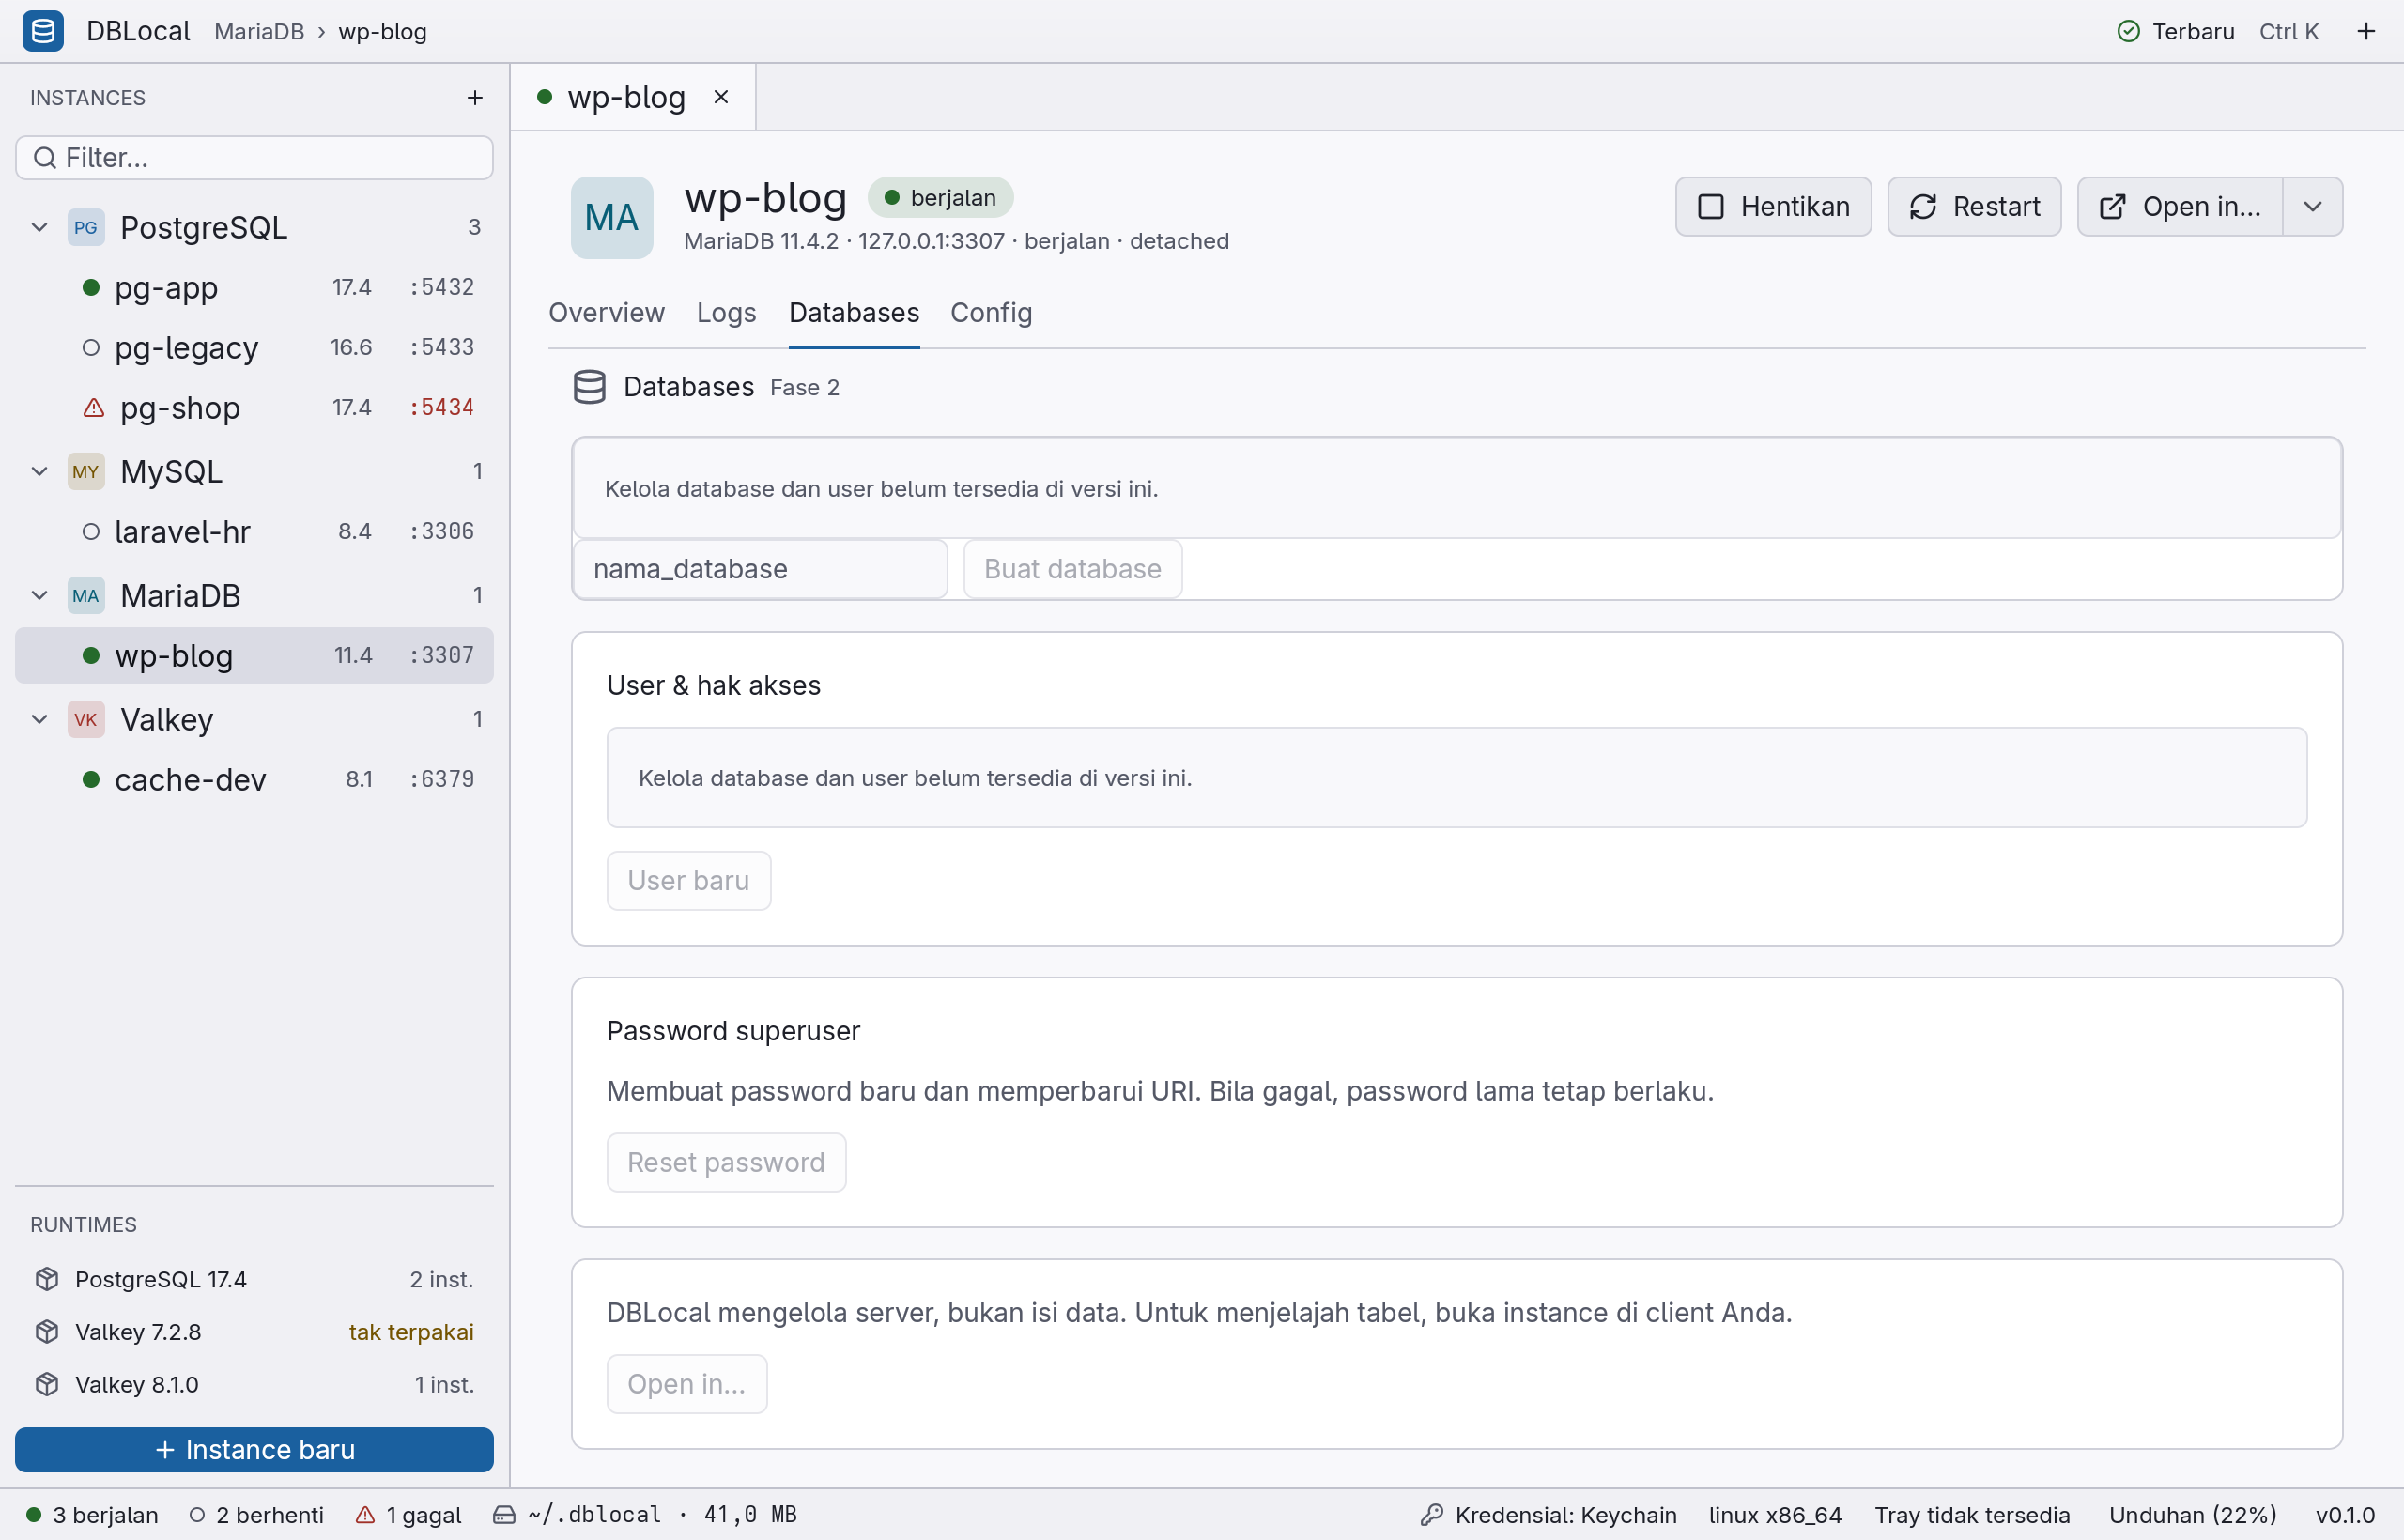 DBLocal MariaDB › wp-blog Terbaru Ctrl K +
INSTANCES +
Filter...
PG PostgreSQL 3
pg-app 17.4 :5432
pg-legacy 16.6 :5433
pg-shop 17.4 :5434
MY MySQL 1
laravel-hr 8.4 :3306
MA MariaDB 1
wp-blog 11.4 :3307
VK Valkey 1
cache-dev 8.1 :6379
RUNTIMES
PostgreSQL 17.4 2 inst.
Valkey 7.2.8 tak terpakai
Valkey 8.1.0 1 inst.
+ Instance baru
wp-blog ×
MA wp-blog berjalan
MariaDB 11.4.2 · 127.0.0.1:3307 · berjalan · detached
Hentikan Restart Open in...
Overview Logs Databases Config
Databases Fase 2
Kelola database dan user belum tersedia di versi ini.
nama_database Buat database
User & hak akses
Kelola database dan user belum tersedia di versi ini.
User baru
Password superuser
Membuat password baru dan memperbarui URI. Bila gagal, password lama tetap berlaku.
Reset password
DBLocal mengelola server, bukan isi data. Untuk menjelajah tabel, buka instance di client Anda.
Open in...
3 berjalan 2 berhenti 1 gagal ~/.dblocal · 41,0 MB Kredensial: Keychain linux x86_64 Tray tidak tersedia Unduhan (22%) v0.1.0